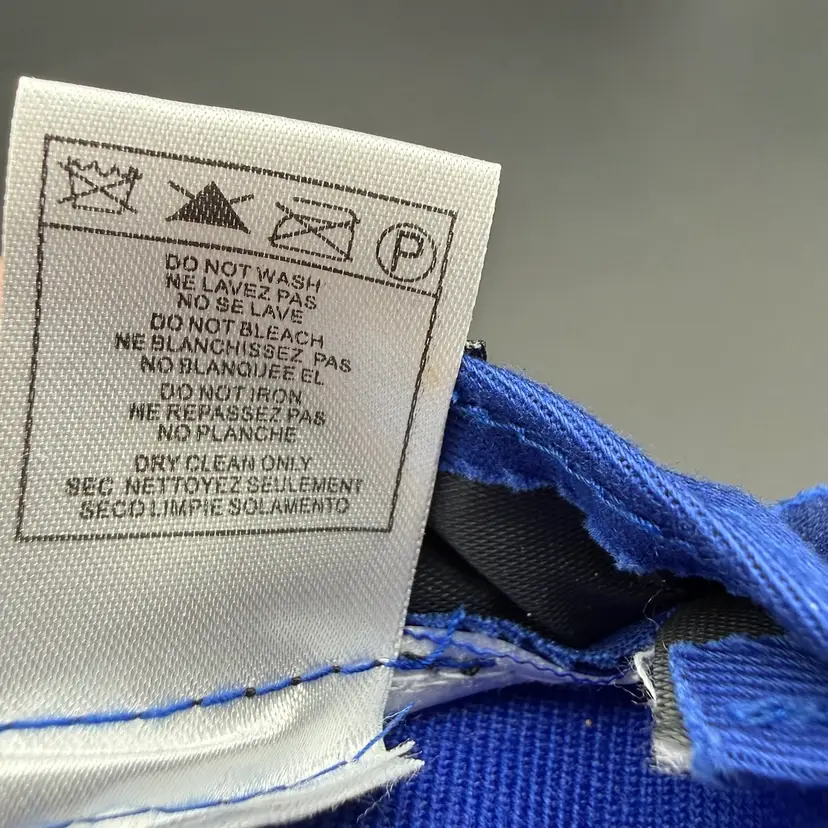 P
DO NOT WASH
NE LAVEZ PAS
NO SE LAVE
DO NOT BLEACH
NE BLANCHISSEZ PAS
NO BLANQUEE EL
DO NOT IRON
NE REPASSEZ PAS
NO PLANCHE
DRY CLEAN ONLY
SEC NETTOYEZ SEULEMENT
SECO LIMPIE SOLAMENTO